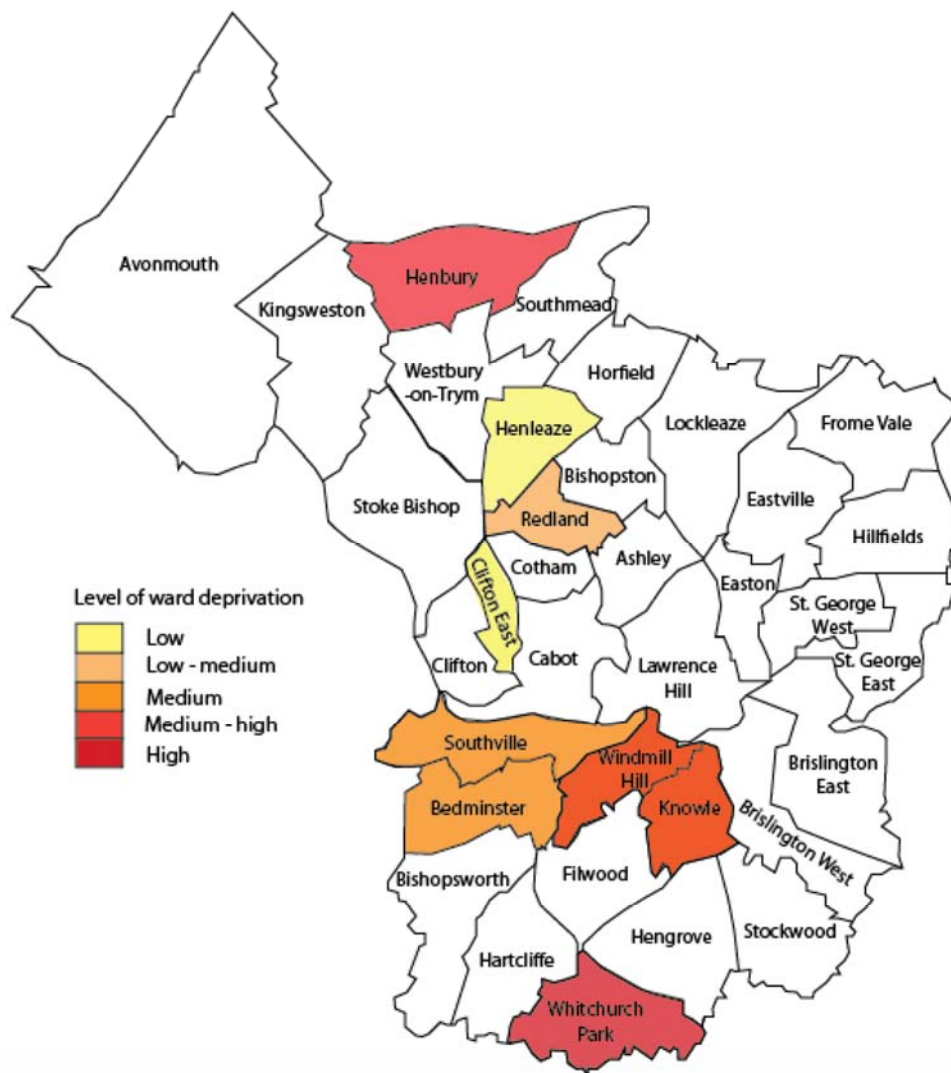 Avonmouth
Henbury
Kingsweston
Southmead
Westbury
-on-Trym
Horfield
Henleaze
Lockleaze
Frome Vale
Bishopston
Eastville
Stoke Bishop
Redland
Hillfields
Ashley
Cotham
Easton
Clifton East
St. George
West
Clifton
Cabot
Lawrence
Hill
St. George
East
Level of ward deprivation
Low
Low - medium
Medium
Medium - high
High
Southville
Windmill
Hill
Brislington
East
Bedminster
Knowle
Brislington West
Bishopsworth
Filwood
Hengrove
Stockwood
Hartcliffe
Whitchurch
Park